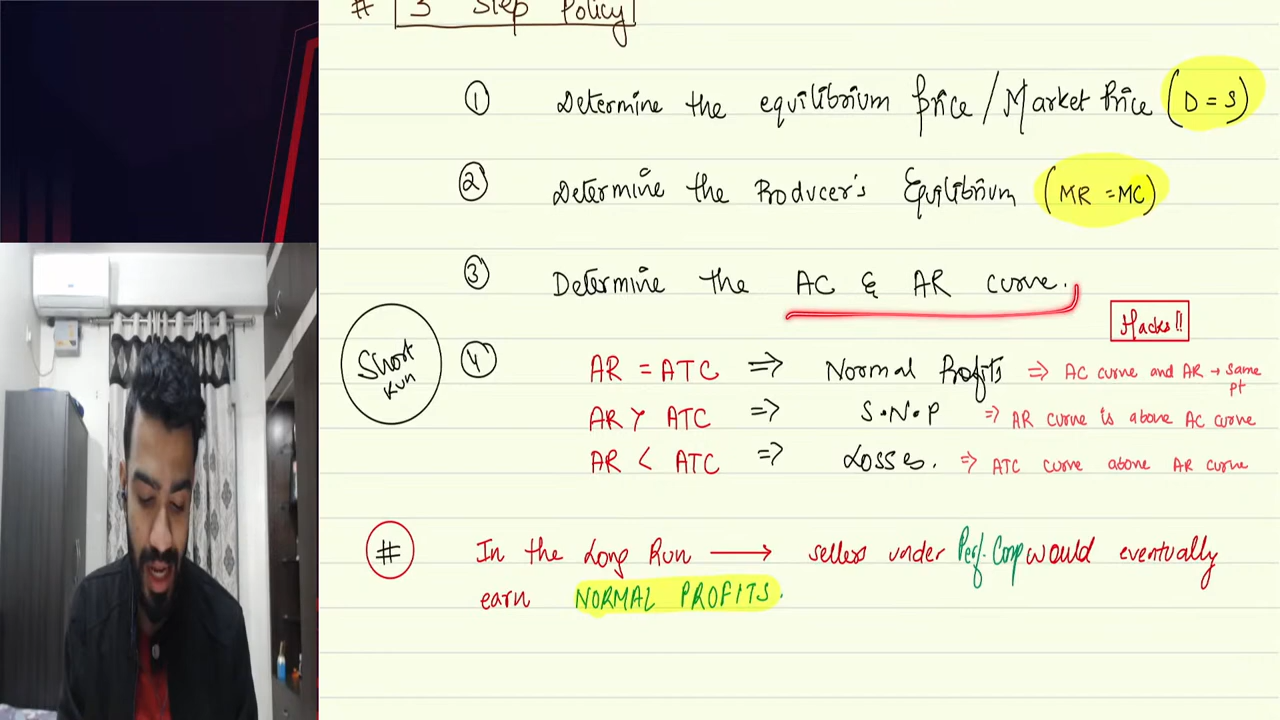 # 3 Step Policy
① Determine the equilibrium Price / Market Price (D = S)
② Determine the Producer's Equilibrium (MR = MC)
③ Determine the AC & AR curve.
Hacks!!
Short Run
④ AR = ATC ⇒ Normal Profits ⇒ AC curve and AR → same pt
AR > ATC ⇒ S.N.P ⇒ AR curve is above AC curve
AR < ATC ⇒ Losses. ⇒ ATC curve above AR curve
# In the Long Run → sellers under Perf. Comp would eventually
earn NORMAL PROFITS.